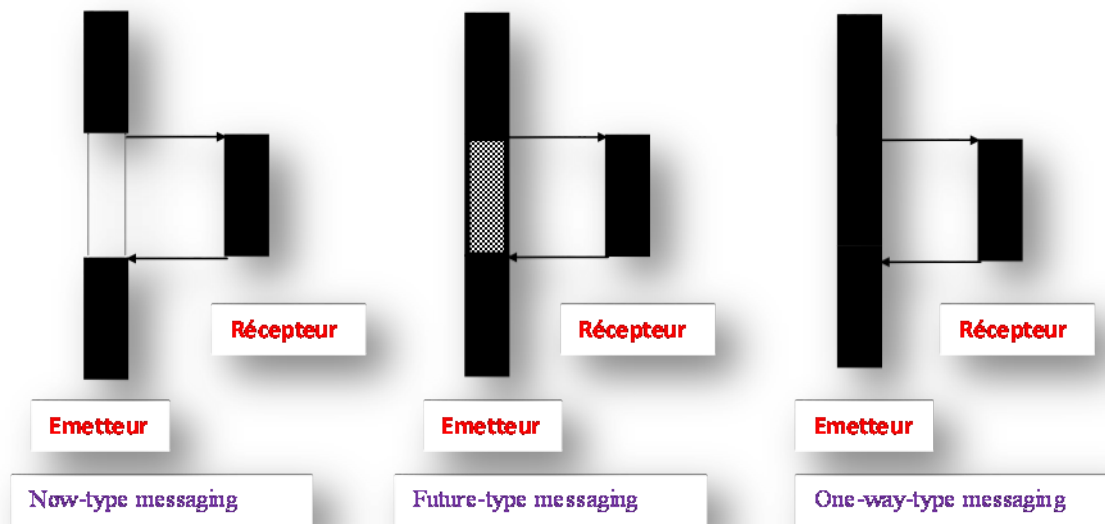 Récepteur
Récepteur
Récepteur
Emetteur
Emetteur
Emetteur
Now-type messaging
Future-type messaging
One-way-type messaging